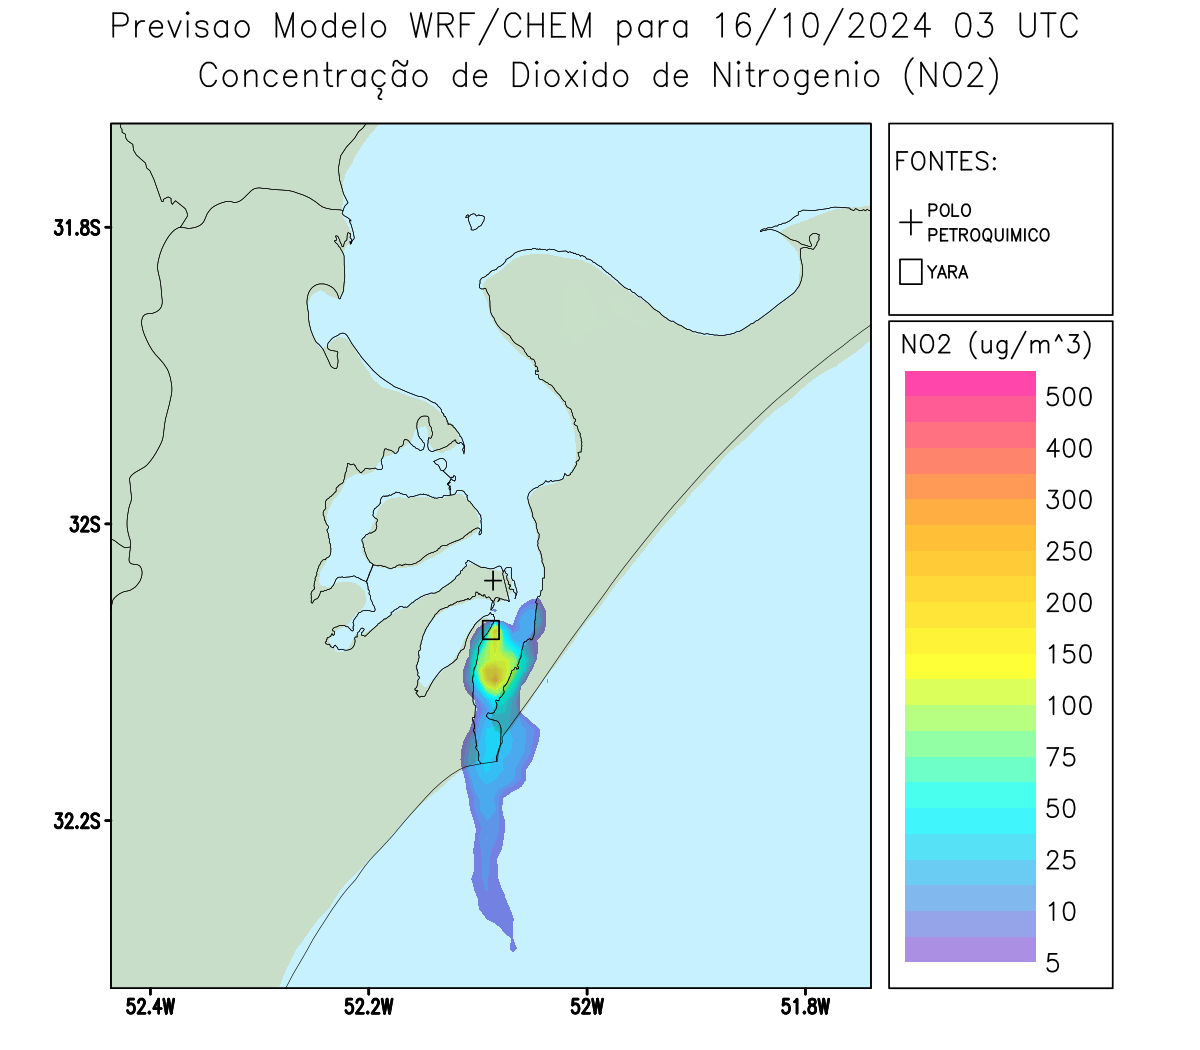 Previsao Modelo WRF/CHEM para 16/10/2024 03 UTC
Concentração de Dioxido de Nitrogenio (NO2)
FONTES:
POLO
PETROQUIMICO
YARA
31.8S
32S
32.2S
52.4W
52.2W
52W
51.8W
NO2 (ug/m^3)
500
400
300
250
200
150
100
75
50
25
10
5